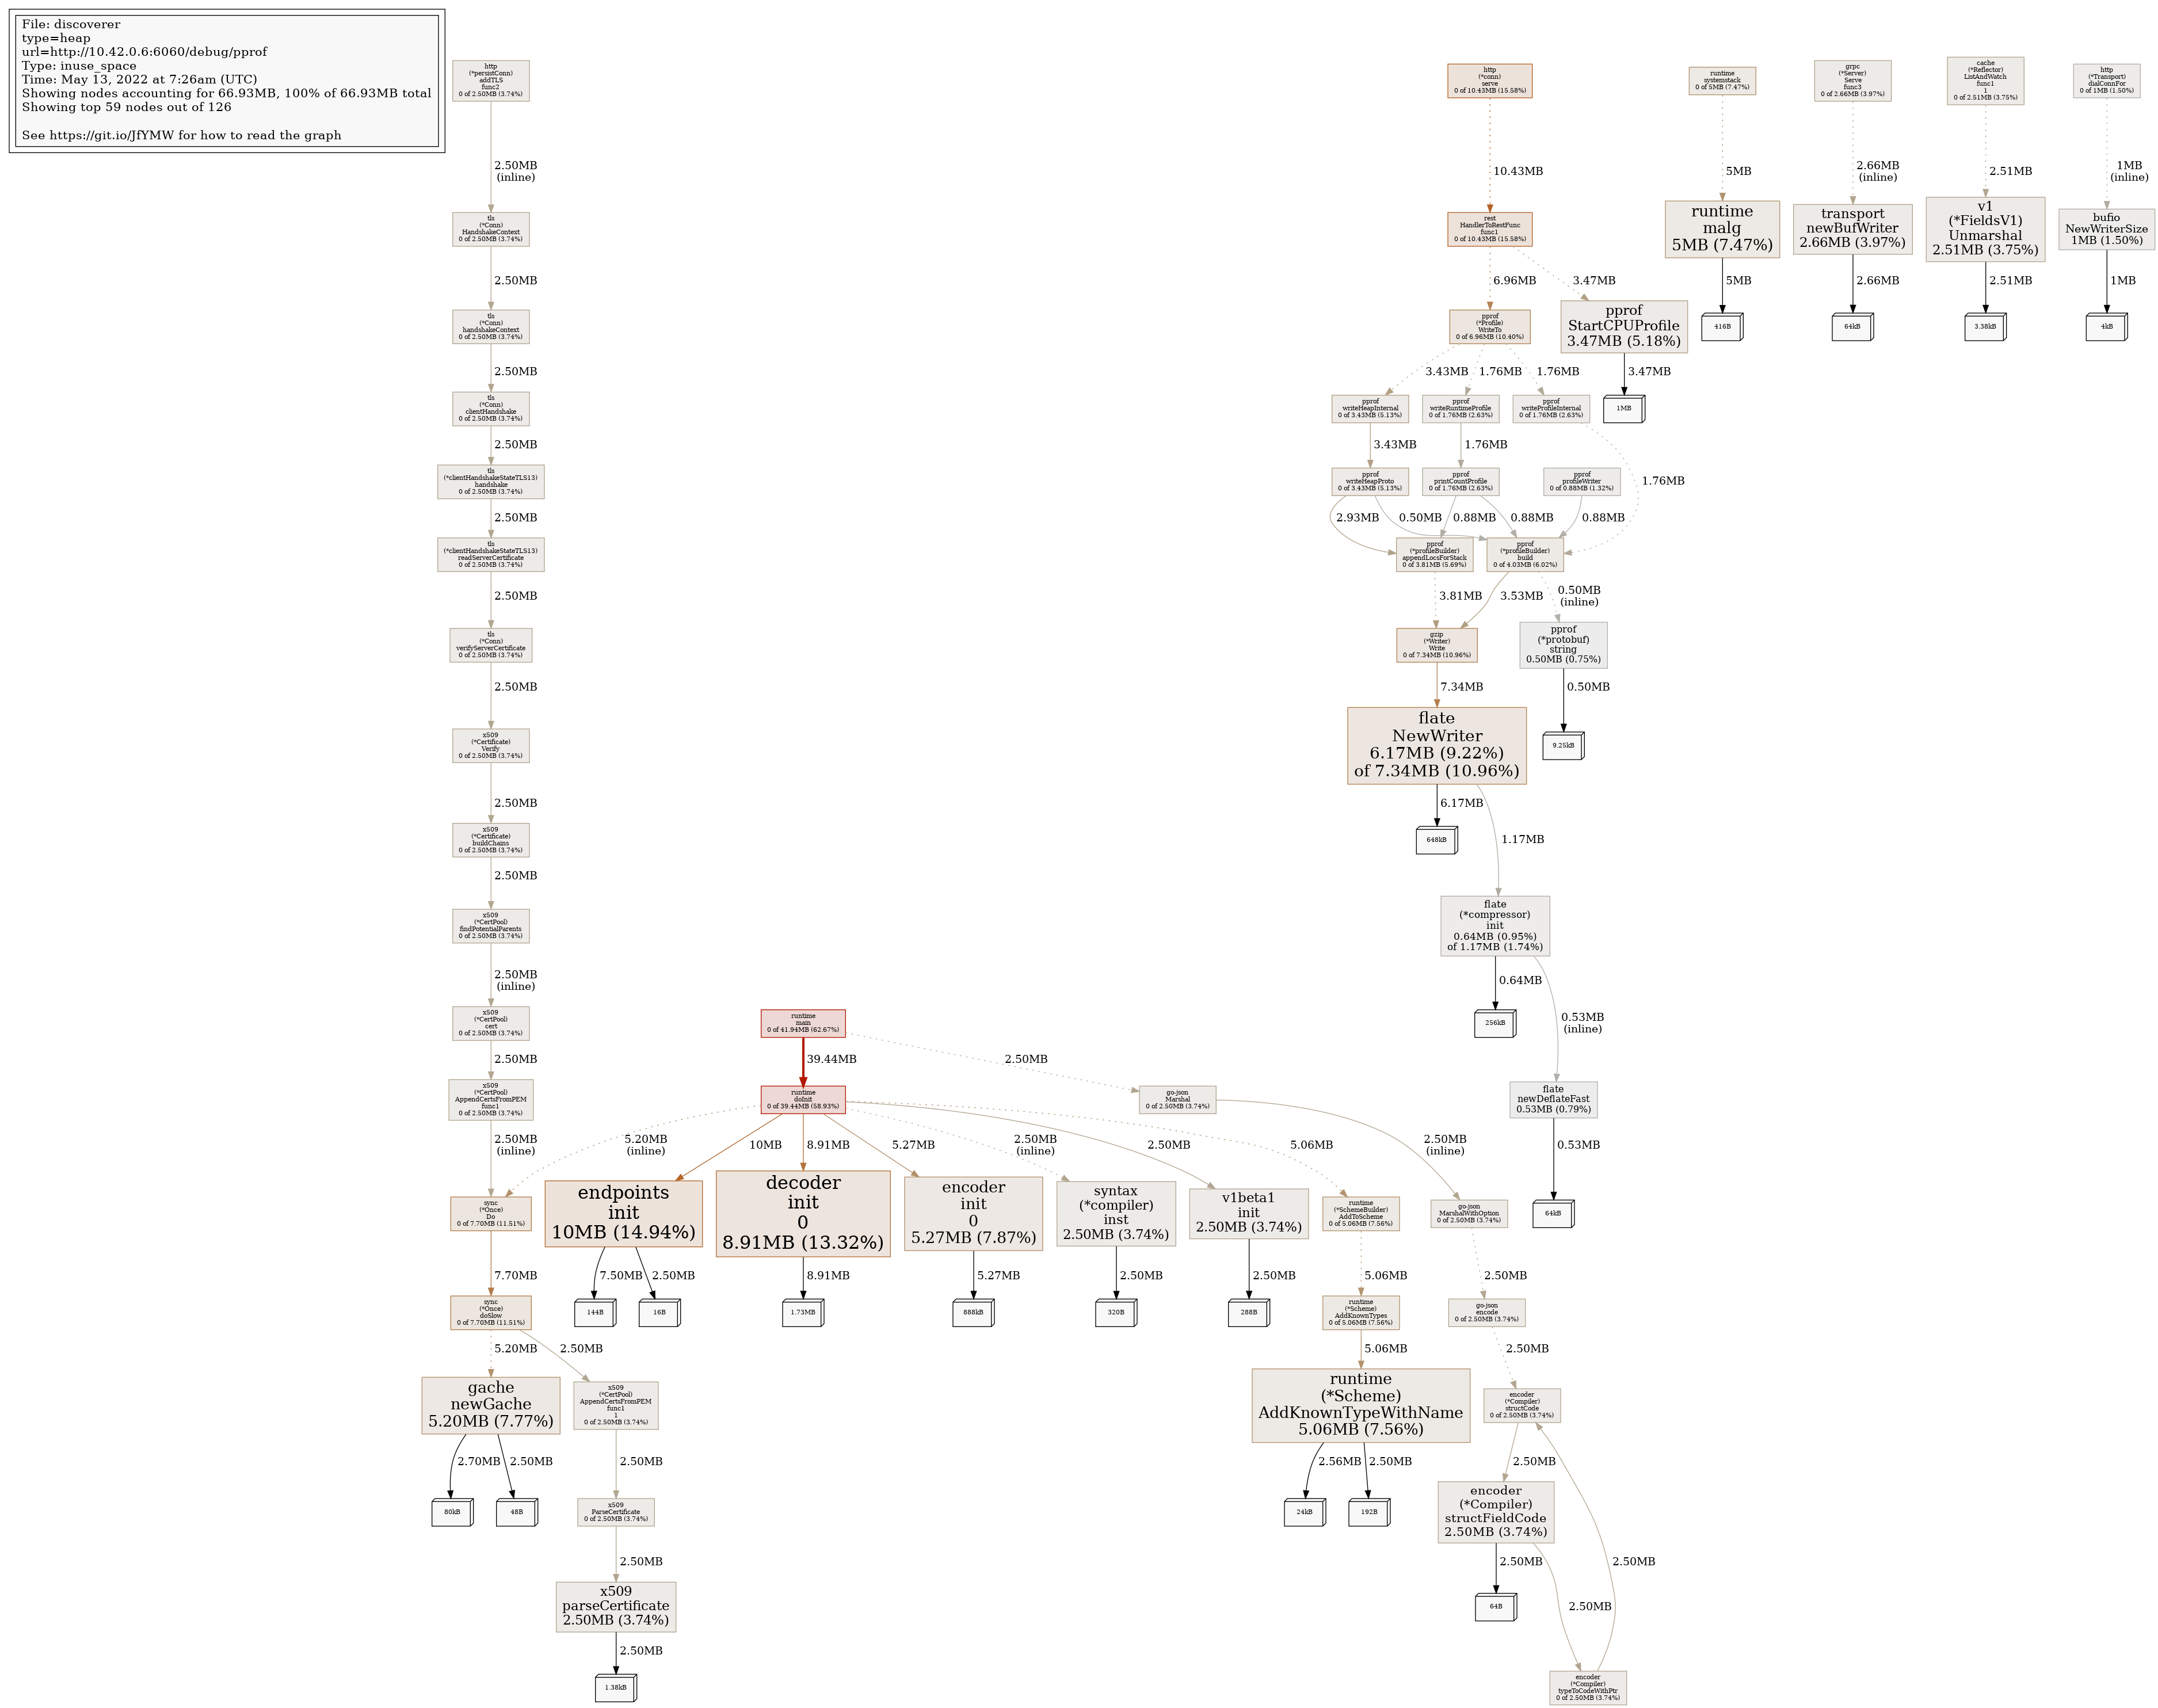 File: discoverer
type=heap
url=http://10.42.0.6:6060/debug/pprof
Type: inuse_space
Time: May 13, 2022 at 7:26am (UTC)
Showing nodes accounting for 66.93MB, 100% of 66.93MB total
Showing top 59 nodes out of 126
See https://git.io/JfYMW for how to read the graph
http
(*persistConn)
addTLS
func2
0 of 2.50MB (3.74%)
2.50MB
(inline)
tls
(*Conn)
HandshakeContext
0 of 2.50MB (3.74%)
2.50MB
tls
(*Conn)
handshakeContext
0 of 2.50MB (3.74%)
2.50MB
tls
(*Conn)
clientHandshake
0 of 2.50MB (3.74%)
2.50MB
tls
(*clientHandshakeStateTLS13)
handshake
0 of 2.50MB (3.74%)
2.50MB
tls
(*clientHandshakeStateTLS13)
readServerCertificate
0 of 2.50MB (3.74%)
2.50MB
tls
(*Conn)
verifyServerCertificate
0 of 2.50MB (3.74%)
2.50MB
x509
(*Certificate)
Verify
0 of 2.50MB (3.74%)
2.50MB
x509
(*Certificate)
buildChains
0 of 2.50MB (3.74%)
2.50MB
x509
(*CertPool)
findPotentialParents
0 of 2.50MB (3.74%)
2.50MB
(inline)
x509
(*CertPool)
cert
0 of 2.50MB (3.74%)
2.50MB
x509
(*CertPool)
AppendCertsFromPEM
func1
0 of 2.50MB (3.74%)
2.50MB
(inline)
sync
(*Once)
Do
0 of 7.70MB (11.51%)
7.70MB
sync
(*Once)
doSlow
0 of 7.70MB (11.51%)
5.20MB
2.50MB
gache
newGache
5.20MB (7.77%)
2.70MB
2.50MB
80kB
48B
x509
(*CertPool)
AppendCertsFromPEM
func1
1
0 of 2.50MB (3.74%)
2.50MB
x509
ParseCertificate
0 of 2.50MB (3.74%)
2.50MB
x509
parseCertificate
2.50MB (3.74%)
2.50MB
1.38kB
runtime
main
0 of 41.94MB (62.67%)
39.44MB
2.50MB
runtime
doInit
0 of 39.44MB (58.93%)
5.20MB
(inline)
10MB
8.91MB
5.27MB
2.50MB
(inline)
2.50MB
5.06MB
endpoints
init
10MB (14.94%)
7.50MB
2.50MB
144B
16B
decoder
init
0
8.91MB (13.32%)
8.91MB
1.73MB
encoder
init
0
5.27MB (7.87%)
5.27MB
888kB
syntax
(*compiler)
inst
2.50MB (3.74%)
2.50MB
320B
v1beta1
init
2.50MB (3.74%)
2.50MB
288B
runtime
(*SchemeBuilder)
AddToScheme
0 of 5.06MB (7.56%)
5.06MB
runtime
(*Scheme)
AddKnownTypes
0 of 5.06MB (7.56%)
5.06MB
runtime
(*Scheme)
AddKnownTypeWithName
5.06MB (7.56%)
2.56MB
2.50MB
24kB
192B
go-json
Marshal
0 of 2.50MB (3.74%)
2.50MB
(inline)
go-json
MarshalWithOption
0 of 2.50MB (3.74%)
2.50MB
go-json
encode
0 of 2.50MB (3.74%)
2.50MB
encoder
(*Compiler)
structCode
0 of 2.50MB (3.74%)
2.50MB
encoder
(*Compiler)
structFieldCode
2.50MB (3.74%)
2.50MB
64B
2.50MB
2.50MB
encoder
(*Compiler)
typeToCodeWithPtr
0 of 2.50MB (3.74%)
http
(*conn)
serve
0 of 10.43MB (15.58%)
10.43MB
rest
HandlerToRestFunc
func1
0 of 10.43MB (15.58%)
6.96MB
3.47MB
pprof
(*Profile)
WriteTo
0 of 6.96MB (10.40%)
pprof
StartCPUProfile
3.47MB (5.18%)
3.47MB
1MB
3.43MB
1.76MB
1.76MB
pprof
writeHeapInternal
0 of 3.43MB (5.13%)
pprof
writeRuntimeProfile
0 of 1.76MB (2.63%)
pprof
writeProfileInternal
0 of 1.76MB (2.63%)
3.43MB
1.76MB
1.76MB
pprof
writeHeapProto
0 of 3.43MB (5.13%)
pprof
printCountProfile
0 of 1.76MB (2.63%)
pprof
profileWriter
0 of 0.88MB (1.32%)
2.93MB
0.50MB
0.88MB
0.88MB
0.88MB
pprof
(*profileBuilder)
appendLocsForStack
0 of 3.81MB (5.69%)
pprof
(*profileBuilder)
build
0 of 4.03MB (6.02%)
3.81MB
3.53MB
0.50MB
(inline)
gzip
(*Writer)
Write
0 of 7.34MB (10.96%)
pprof
(*protobuf)
string
0.50MB (0.75%)
7.34MB
0.50MB
9.25kB
flate
NewWriter
6.17MB (9.22%)
of 7.34MB (10.96%)
6.17MB
648kB
1.17MB
flate
(*compressor)
init
0.64MB (0.95%)
of 1.17MB (1.74%)
0.64MB
256kB
0.53MB
(inline)
flate
newDeflateFast
0.53MB (0.79%)
0.53MB
64kB
runtime
systemstack
0 of 5MB (7.47%)
5MB
runtime
malg
5MB (7.47%)
5MB
416B
grpc
(*Server)
Serve
func3
0 of 2.66MB (3.97%)
2.66MB
(inline)
transport
newBufWriter
2.66MB (3.97%)
2.66MB
64kB
cache
(*Reflector)
ListAndWatch
func1
1
0 of 2.51MB (3.75%)
2.51MB
v1
(*FieldsV1)
Unmarshal
2.51MB (3.75%)
2.51MB
3.38kB
http
(*Transport)
dialConnFor
0 of 1MB (1.50%)
1MB
(inline)
bufio
NewWriterSize
1MB (1.50%)
1MB
4kB